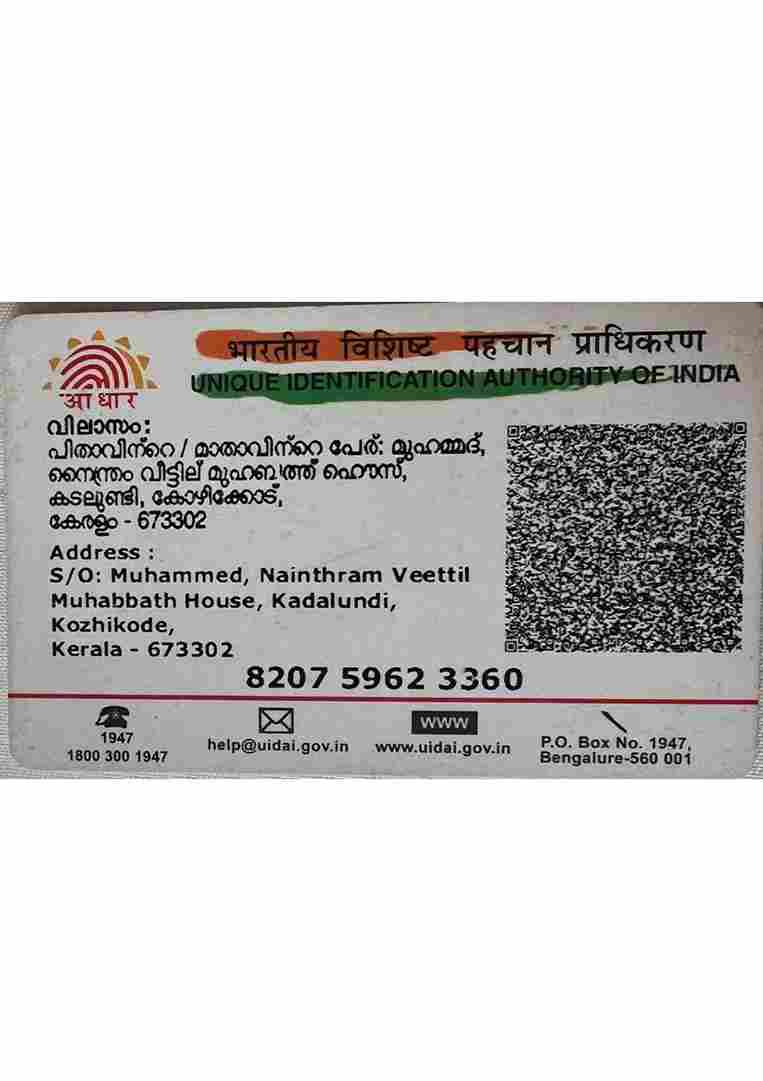 भारतीय विशिष्ट पहचान प्राधिकरण
UNIQUE IDENTIFICATION AUTHORITY OF INDIA
आधार
വിലാസം:
പിതാവിന്റെ / മാതാവിന്റെ പേര്: മുഹമ്മദ്,
നൈന്ത്രം വീട്ടില് മുഹബ്ബത്ത് ഹൌസ്,
കടലുണ്ടി, കോഴിക്കോട്,
കേരളം - 673302
Address :
S/O: Muhammed, Nainthram Veettil
Muhabbath House, Kadalundi,
Kozhikode,
Kerala - 673302
8207 5962 3360
1947
1800 300 1947
help@uidai.gov.in
www
www.uidai.gov.in
P.O. Box No. 1947,
Bengalure-560 001